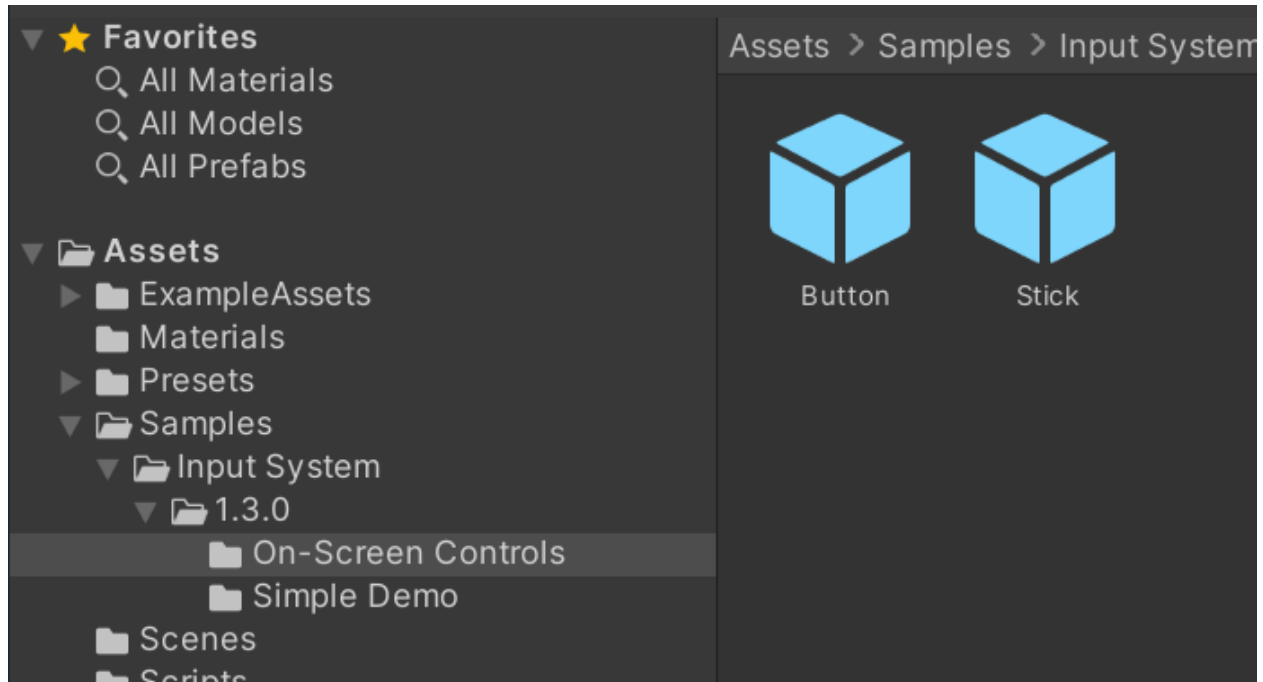 Favorites
All Materials
All Models
All Prefabs
Assets
ExampleAssets
Materials
Presets
Samples
Input System
1.3.0
On-Screen Controls
Simple Demo
Scenes
Scripts
Assets > Samples > Input System
Button
Stick